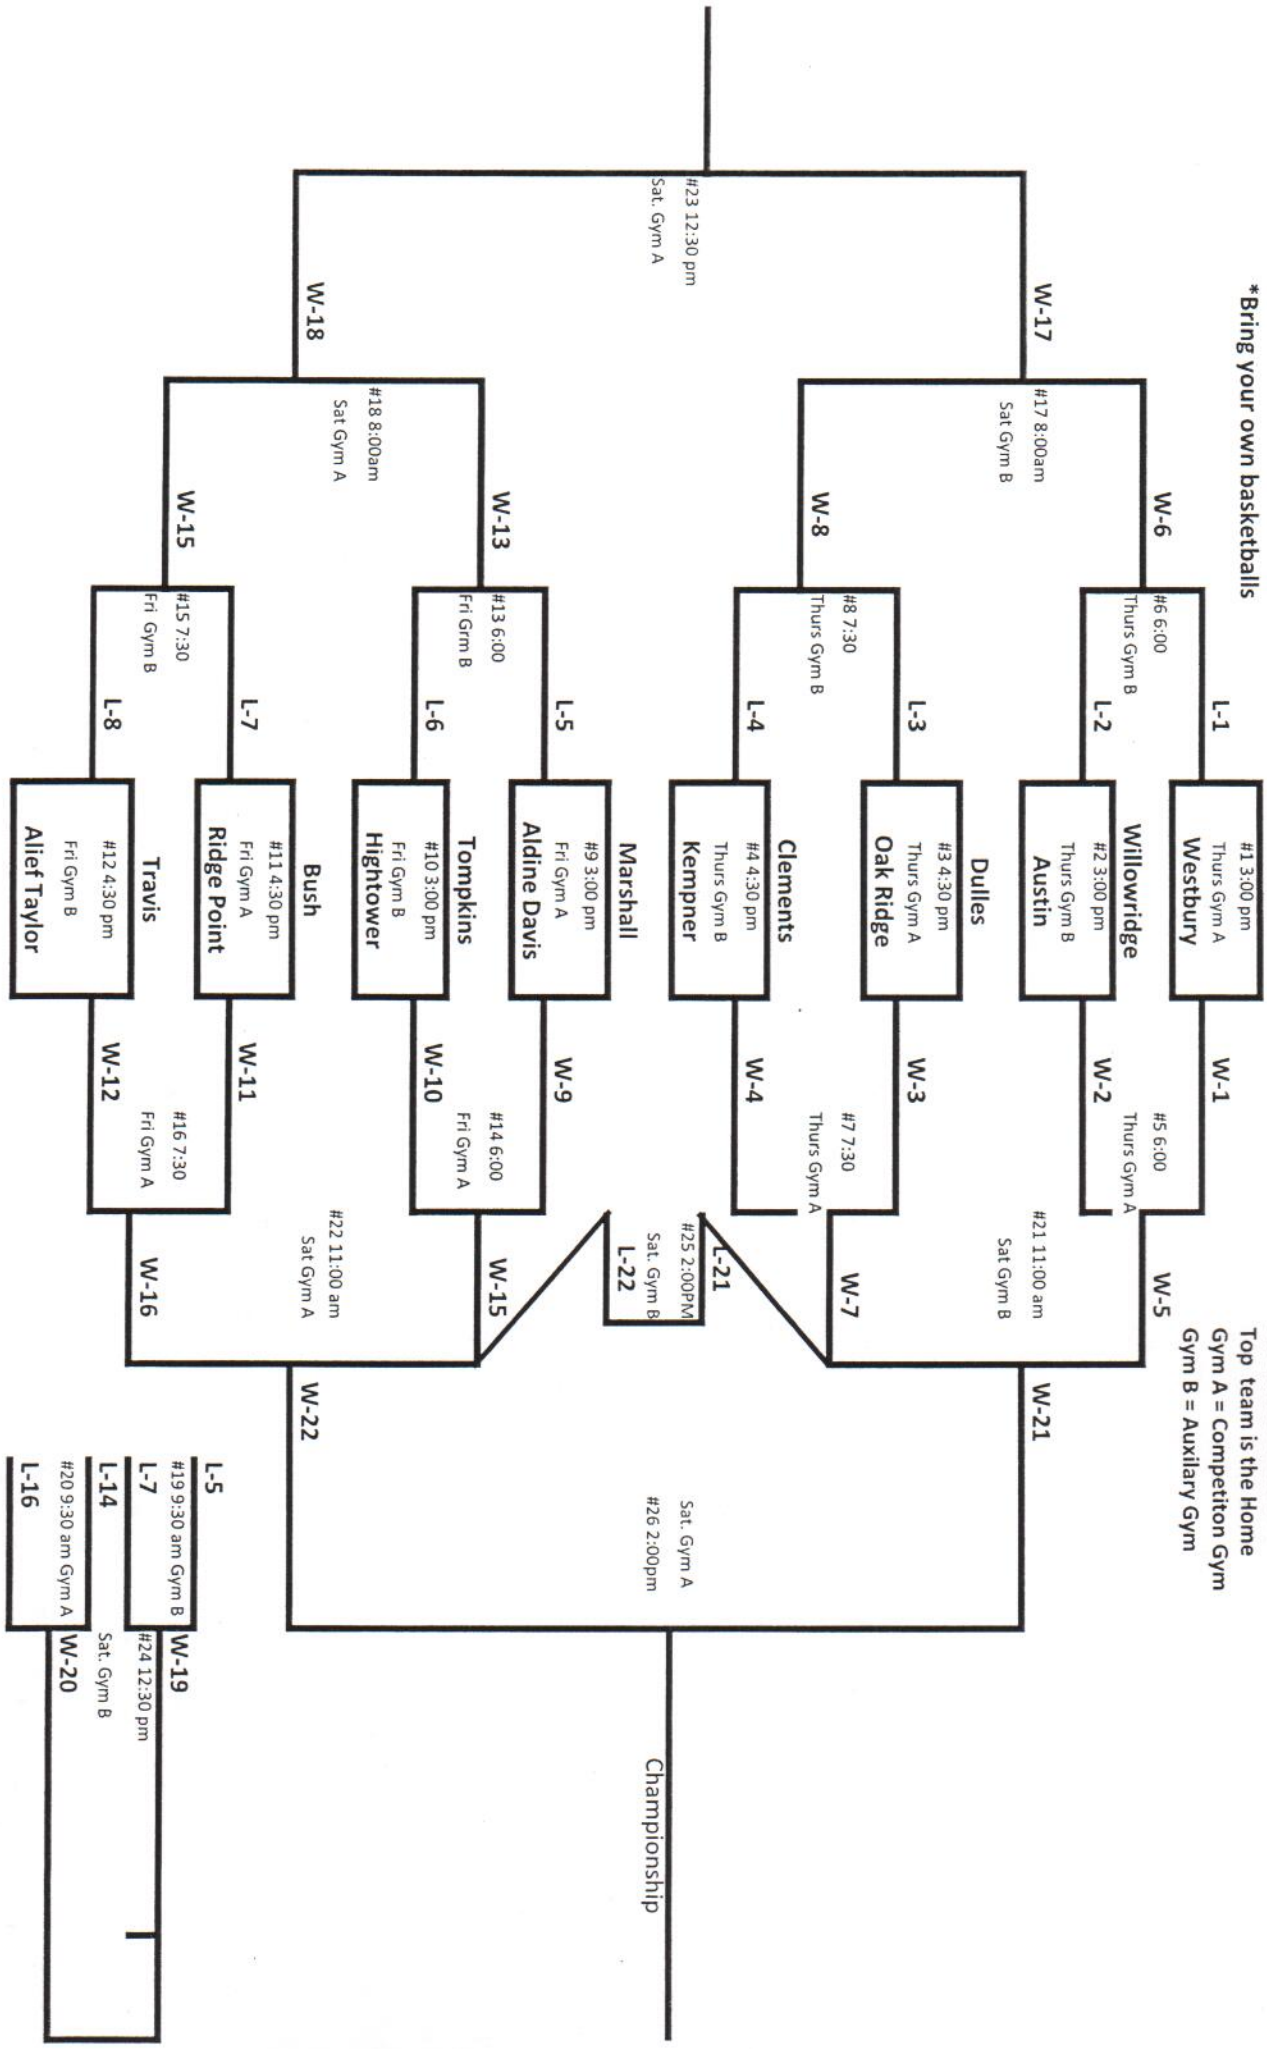 *Bring your own basketballs
Top team is the Home
Gym A = Competiton Gym
Gym B = Auxilary Gym
#1 3:00 pm
Thurs Gym A
Westbury
L-1
W-1
#6 6:00
Thurs Gym B
#5 6:00
Thurs Gym A
W-6
W-5
Willowridge
#2 3:00 pm
Thurs Gym B
Austin
L-2
W-2
W-17
#17 8:00am
Sat Gym B
#21 11:00 am
Sat Gym B
W-21
Dulles
#3 4:30 pm
Thurs Gym A
Oak Ridge
L-3
W-3
#8 7:30
Thurs Gym B
#7 7:30
Thurs Gym A
W-8
W-7
Clements
#4 4:30 pm
Thurs Gym B
Kempner
L-4
W-4
#23 12:30 pm
Sat. Gym A
L-21
#25 2:00PM
Sat. Gym B
L-22
Sat. Gym A
#26 2:00pm
Championship
Marshall
#9 3:00 pm
Fri Gym A
Aldine Davis
L-5
W-9
#13 6:00
Fri Grm B
#14 6:00
Fri Gym A
W-13
W-15
Tompkins
#10 3:00 pm
Fri Gym B
Hightower
L-6
W-10
W-18
#18 8:00am
Sat Gym A
#22 11:00 am
Sat Gym A
W-22
Bush
#11 4:30 pm
Fri Gym A
Ridge Point
L-7
W-11
#15 7:30
Fri Gym B
#16 7:30
Fri Gym A
W-15
W-16
Travis
#12 4:30 pm
Fri Gym B
Alief Taylor
L-8
W-12
L-5
#19 9:30 am Gym B
L-7
W-19
#24 12:30 pm
Sat. Gym B
L-14
#20 9:30 am Gym A
L-16
W-20